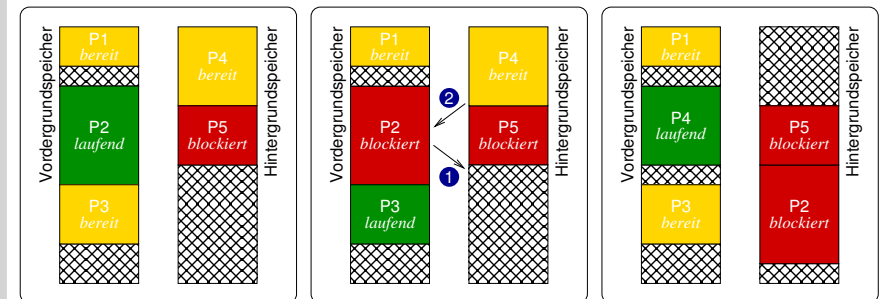 Vordergrundspeicher
P1
bereit
P2
laufend
P3
bereit
P4
bereit
P5
blockiert
Hintergrundspeicher
Vordergrundspeicher
P1
bereit
P2
blockiert
P3
laufend
2
1
P4
bereit
P5
blockiert
Hintergrundspeicher
Vordergrundspeicher
P1
bereit
P4
laufend
P3
bereit
P5
blockiert
P2
blockiert
Hintergrundspeicher